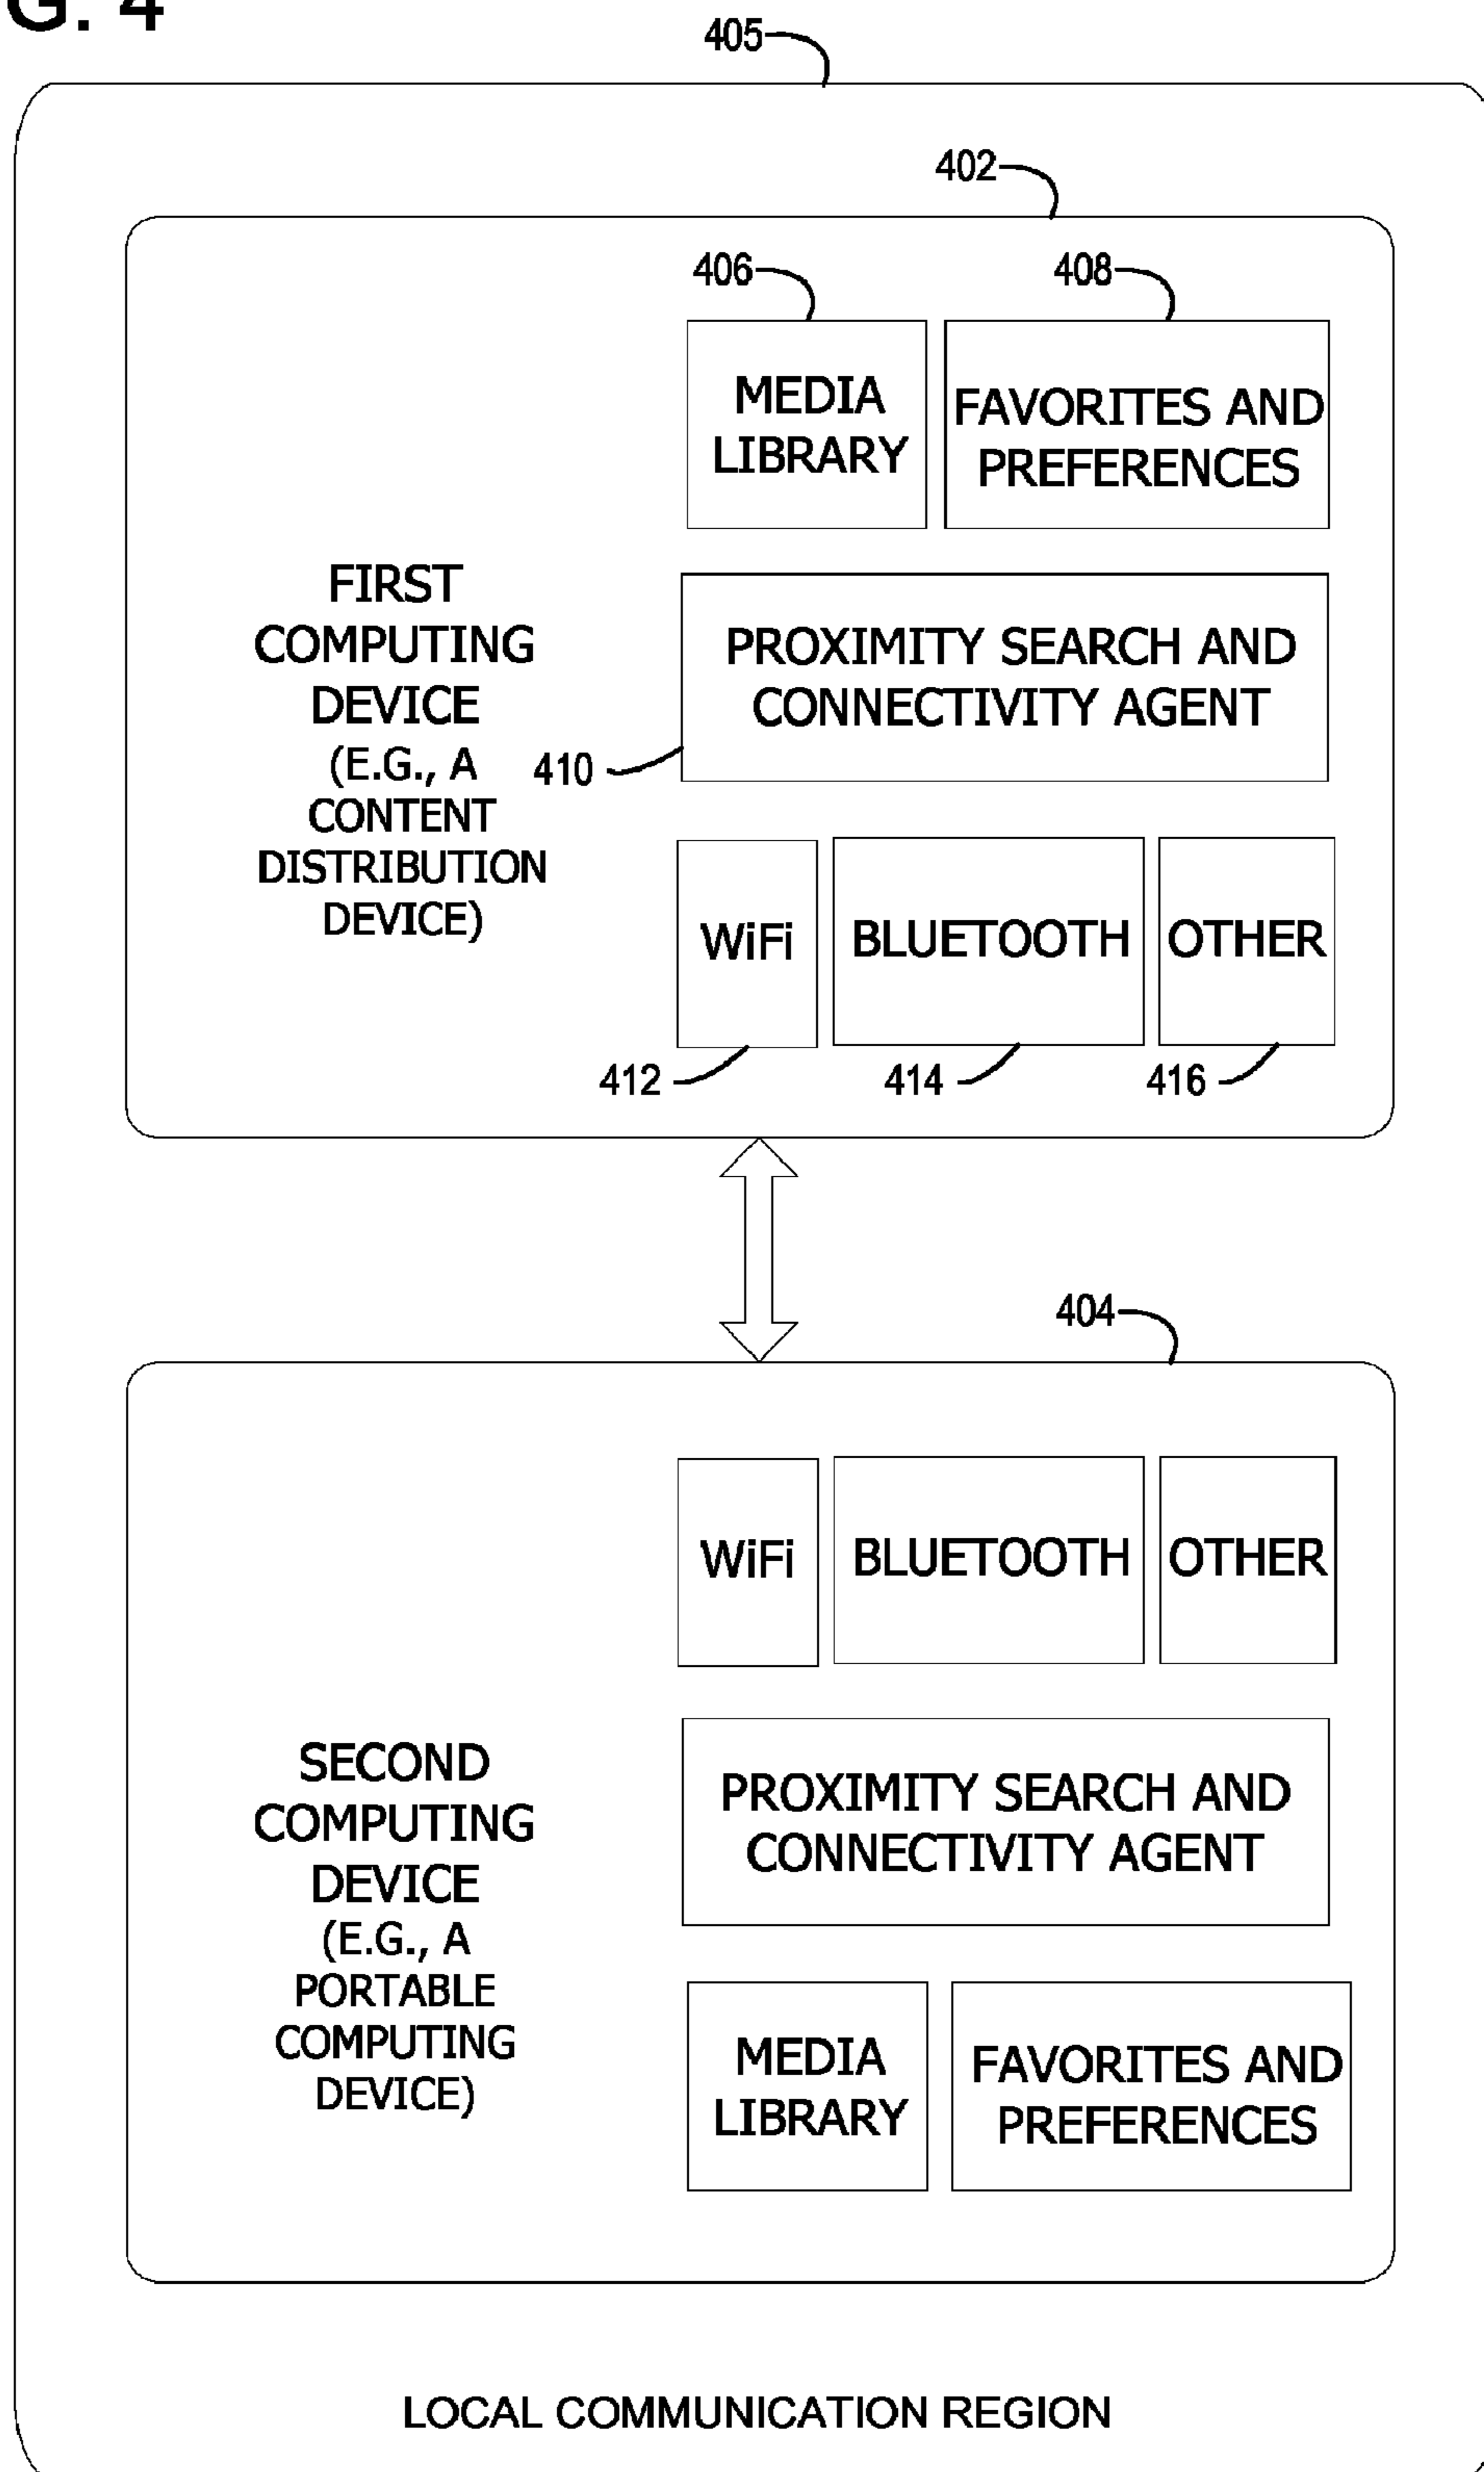 G. 4
405
402
406
408
MEDIA
LIBRARY
FAVORITES AND
PREFERENCES
FIRST
COMPUTING
DEVICE
(E.G., A
CONTENT
DISTRIBUTION
DEVICE)
PROXIMITY SEARCH AND
CONNECTIVITY AGENT
410
WiFi
BLUETOOTH
OTHER
412
414
416
404
WiFi
BLUETOOTH
OTHER
SECOND
COMPUTING
DEVICE
(E.G., A
PORTABLE
COMPUTING
DEVICE)
PROXIMITY SEARCH AND
CONNECTIVITY AGENT
MEDIA
LIBRARY
FAVORITES AND
PREFERENCES
LOCAL COMMUNICATION REGION